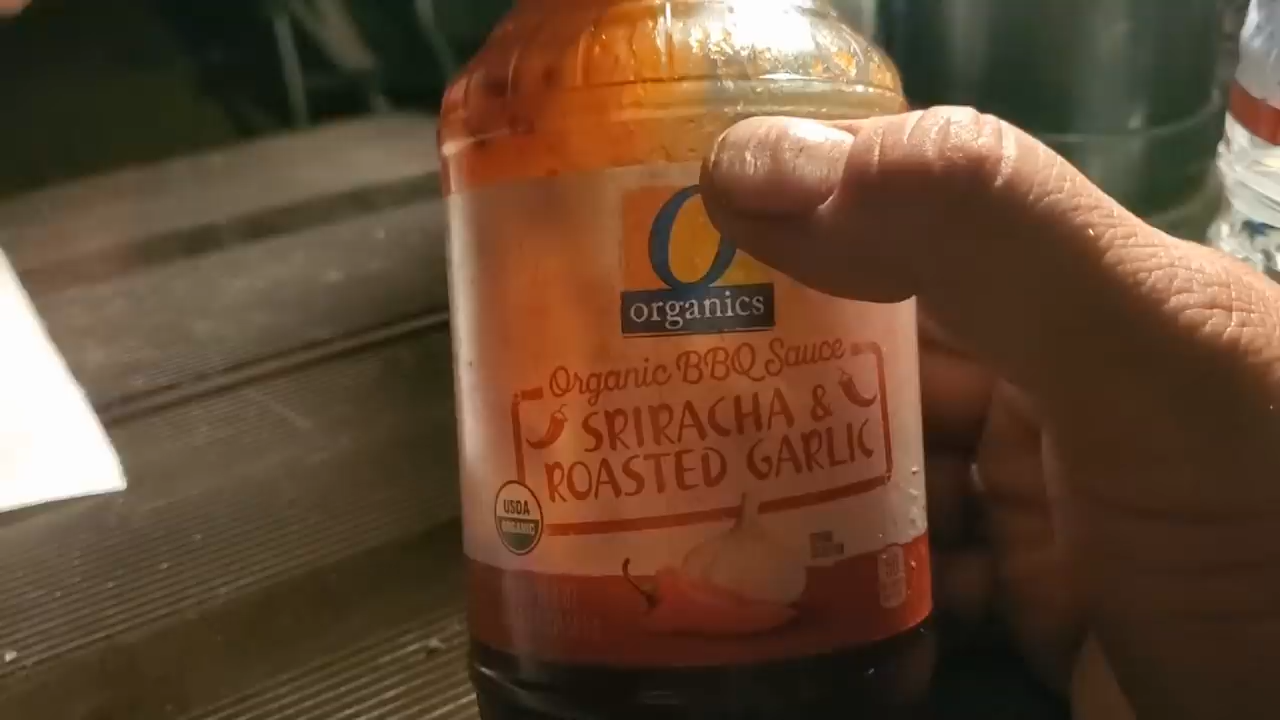 O
organics
Organic BBQ Sauce
SRIRACHA &
ROASTED GARLIC
USDA
ORGANIC